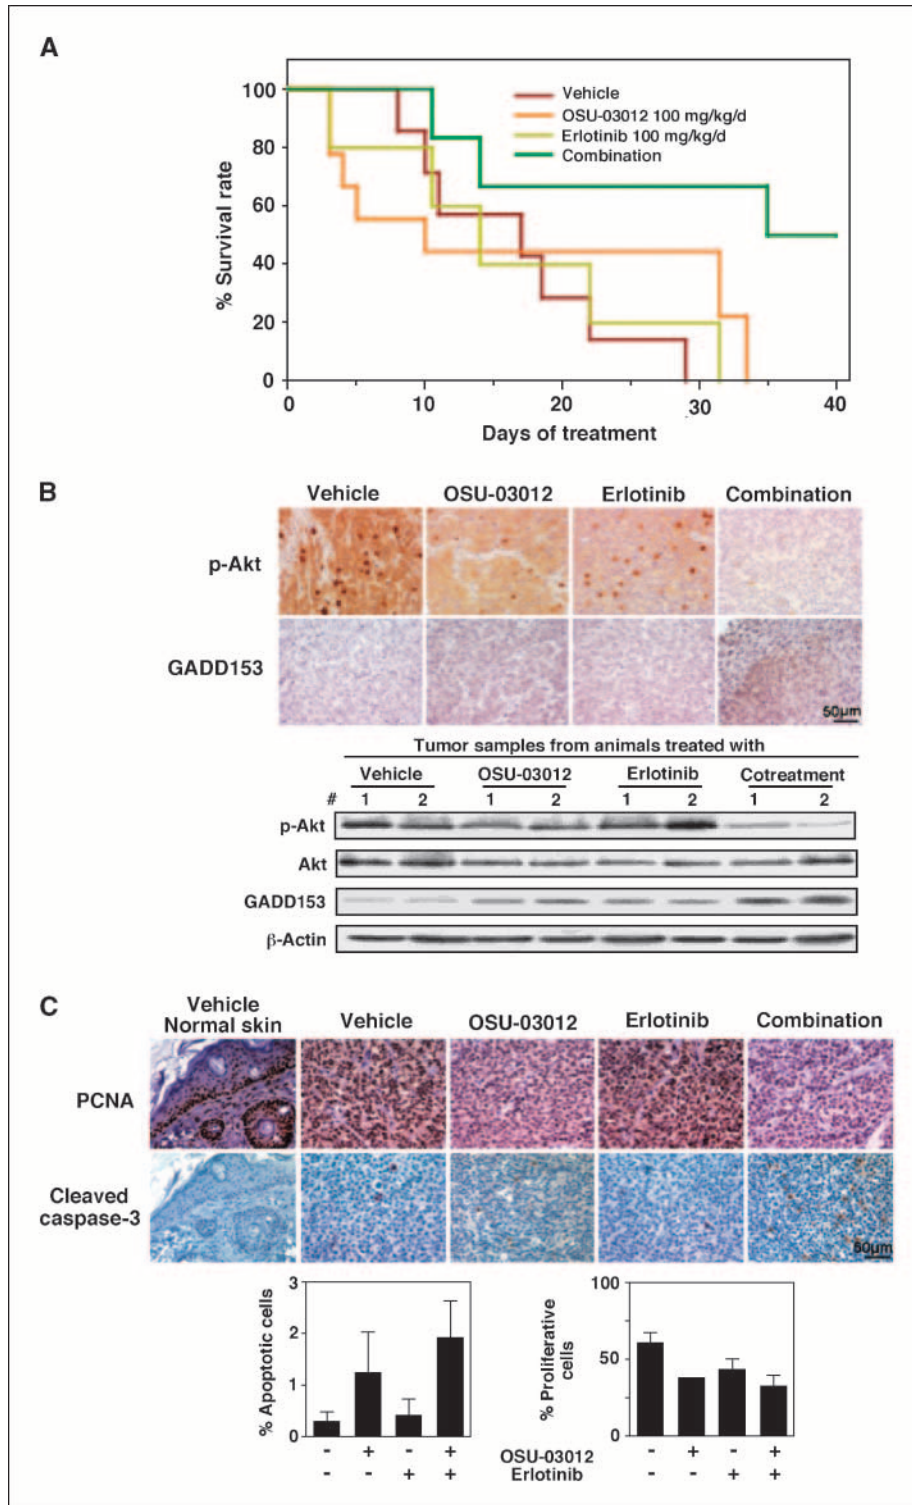 A
100
80
60
40
20
0
% Survival rate
Vehicle
OSU-03012 100 mg/kg/d
Erlotinib 100 mg/kg/d
Combination
0 10 20 30 40
Days of treatment
B
Vehicle OSU-03012 Erlotinib Combination
p-Akt
GADD153
50μm
Tumor samples from animals treated with
Vehicle OSU-03012 Erlotinib Cotreatment
# 1 2 1 2 1 2 1 2
p-Akt
Akt
GADD153
β-Actin
C
Vehicle
Normal skin Vehicle OSU-03012 Erlotinib Combination
PCNA
Cleaved
caspase-3
50μm
3
2
1
0
% Apoptotic cells
100
50
0
% Proliferative
cells
- + - + OSU-03012 - + - +
- - + + Erlotinib - - + +